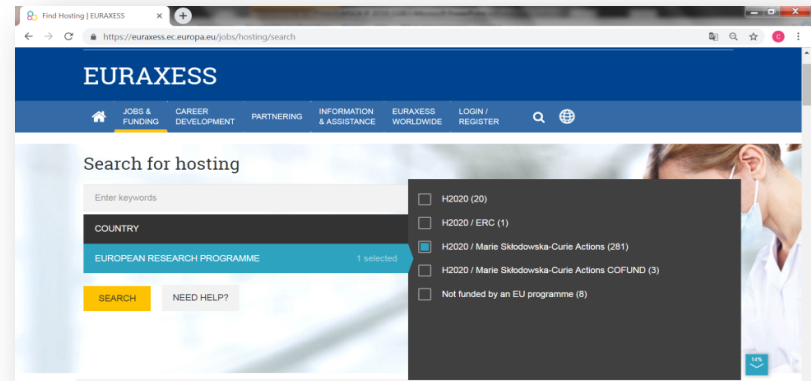 Find Hosting | EURAXESS
https://euraxess.ec.europa.eu/jobs/hosting/search
C
EURAXESS
JOBS & FUNDING
CAREER DEVELOPMENT
PARTNERING
INFORMATION & ASSISTANCE
EURAXESS WORLDWIDE
LOGIN / REGISTER
Search for hosting
Enter keywords
COUNTRY
EUROPEAN RESEARCH PROGRAMME 1 selected
SEARCH NEED HELP?
H2020 (20)
H2020 / ERC (1)
H2020 / Marie Skłodowska-Curie Actions (281)
H2020 / Marie Skłodowska-Curie Actions COFUND (3)
Not funded by an EU programme (8)
14%